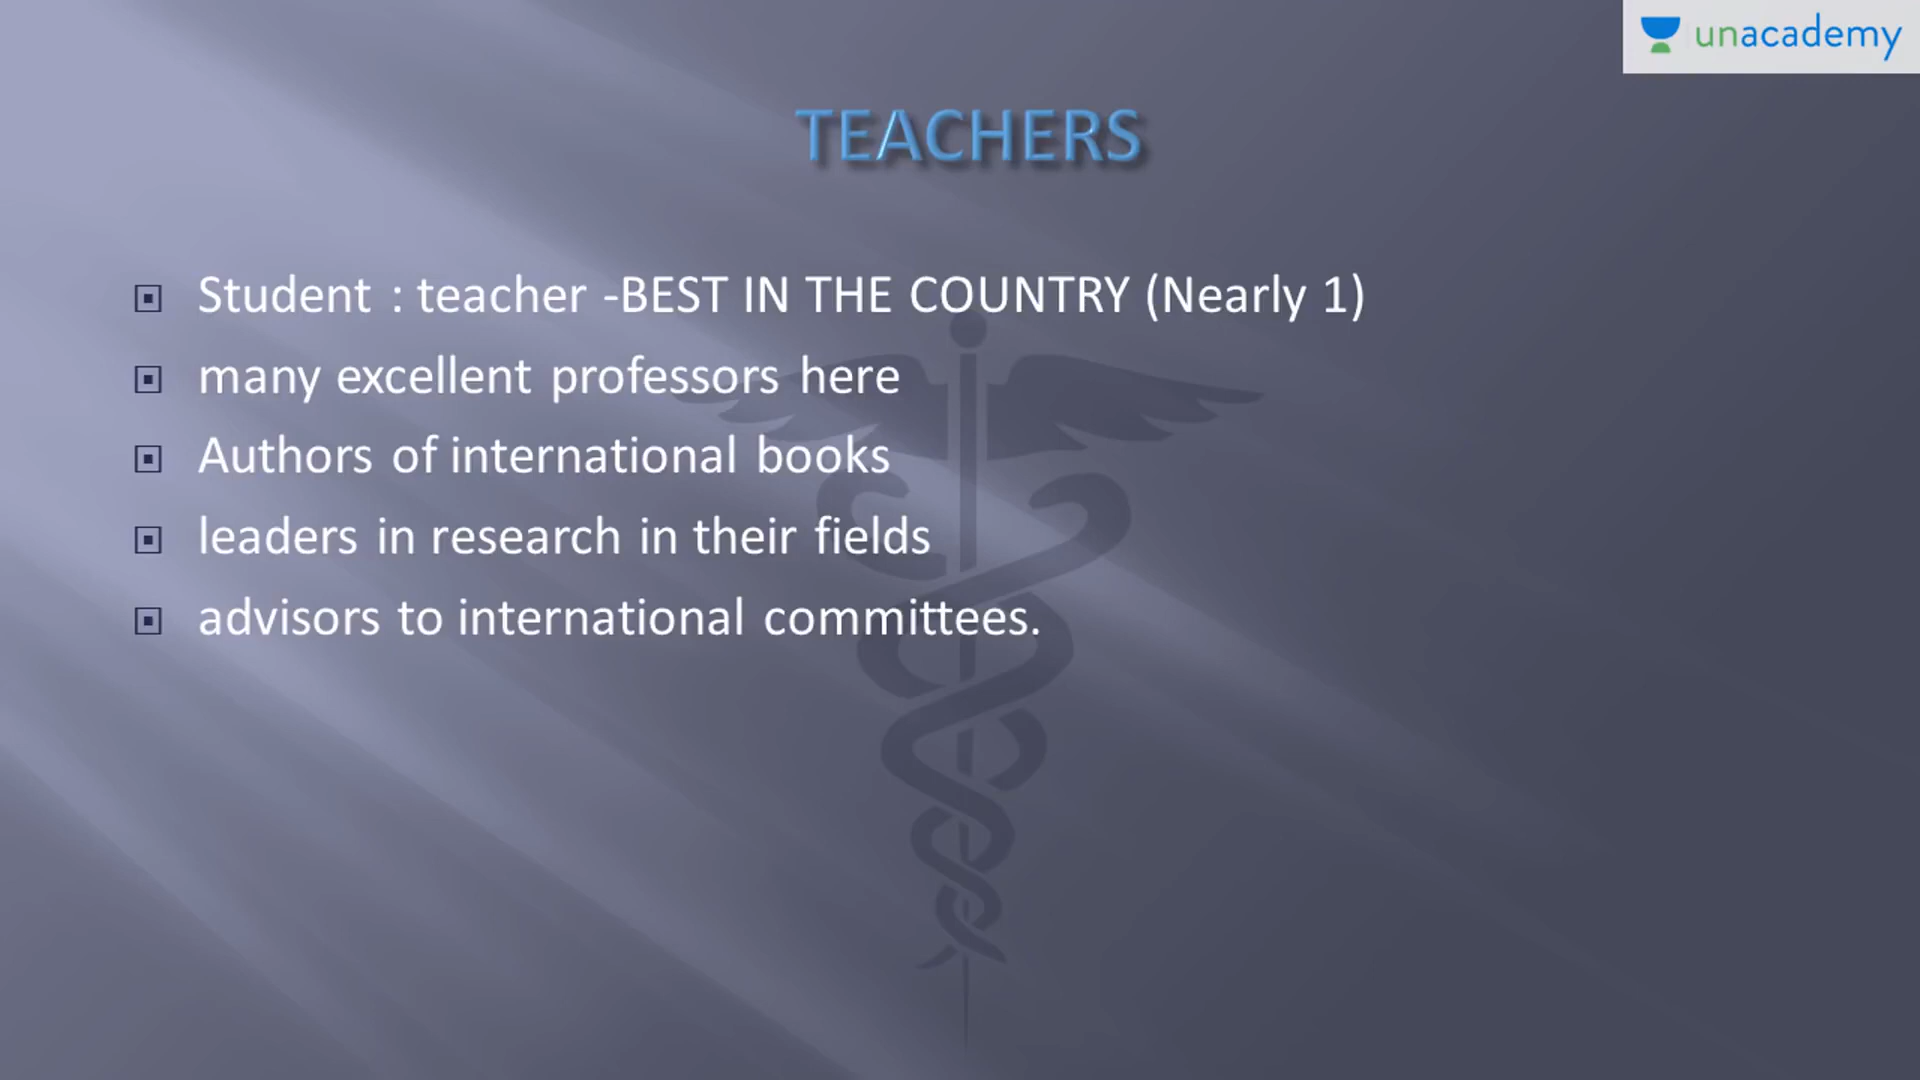 unacademy
TEACHERS
Student : teacher -BEST IN THE COUNTRY (Nearly 1)
many excellent professors here
Authors of international books
leaders in research in their fields
advisors to international committees.